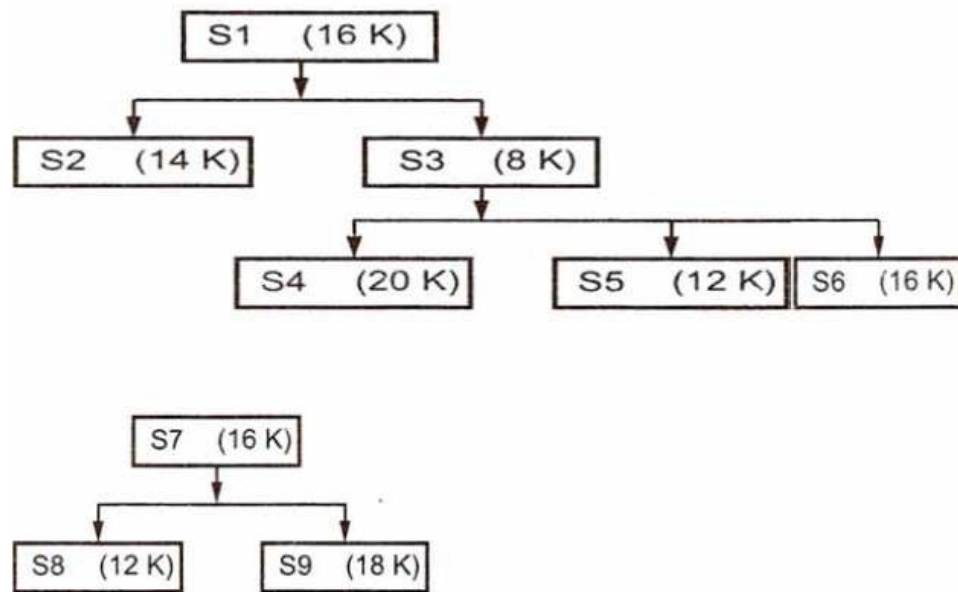 S1 (16 K)
S2 (14 K) S3 (8 K)
S4 (20 K) S5 (12 K) S6 (16 K)
S7 (16 K)
S8 (12 K) S9 (18 K)